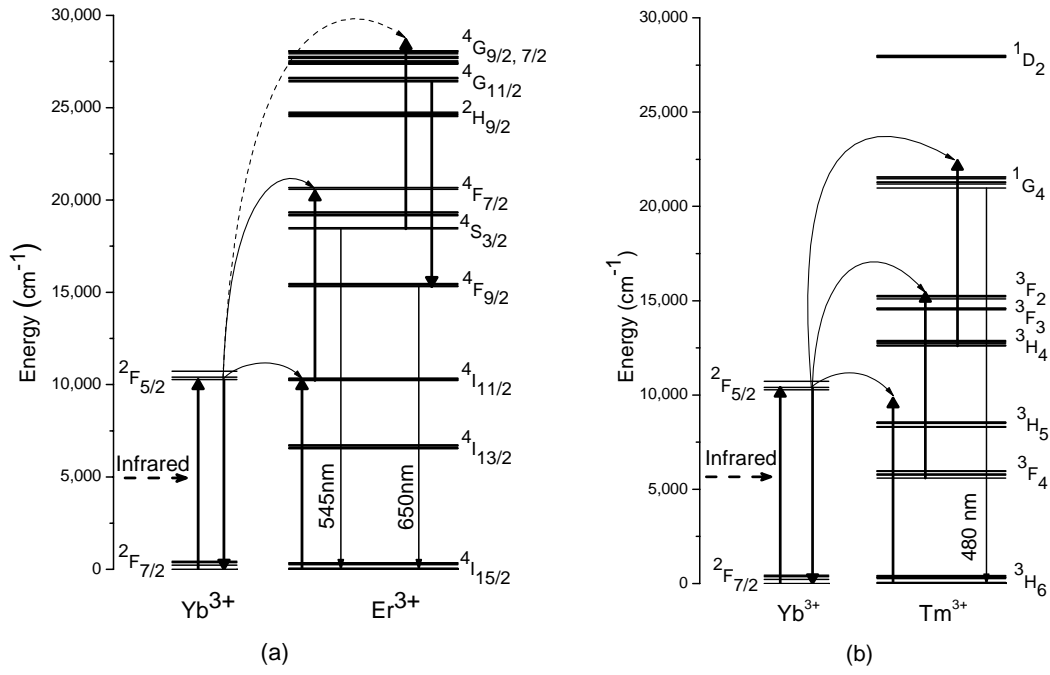 30,000
25,000
20,000
15,000
10,000
5,000
0
Energy (cm⁻¹)
²F₅/₂
Infrared
²F₇/₂
Yb³⁺
⁴G₉/₂, ₇/₂
⁴G₁₁/₂
²H₉/₂
⁴F₇/₂
⁴S₃/₂
⁴F₉/₂
⁴I₁₁/₂
⁴I₁₃/₂
⁴I₁₅/₂
545nm
650nm
Er³⁺
(a)
30,000
25,000
20,000
15,000
10,000
5,000
0
Energy (cm⁻¹)
²F₅/₂
Infrared
²F₇/₂
Yb³⁺
¹D₂
¹G₄
³F₂
³F³
³H₄
³H₅
³F₄
³H₆
480 nm
Tm³⁺
(b)